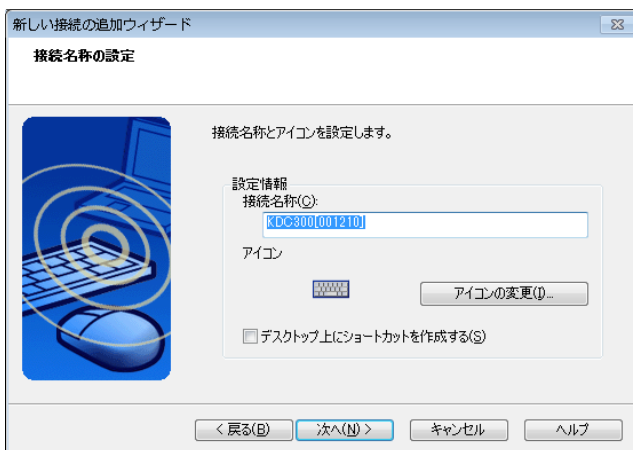 新しい接続の追加ウィザード
接続名称の設定
接続名称とアイコンを設定します。
設定情報
接続名称(C):
KDC300[001210]
アイコン
アイコンの変更(I)...
デスクトップ上にショートカットを作成する(S)
< 戻る(B) 次へ(N) > キャンセル ヘルプ